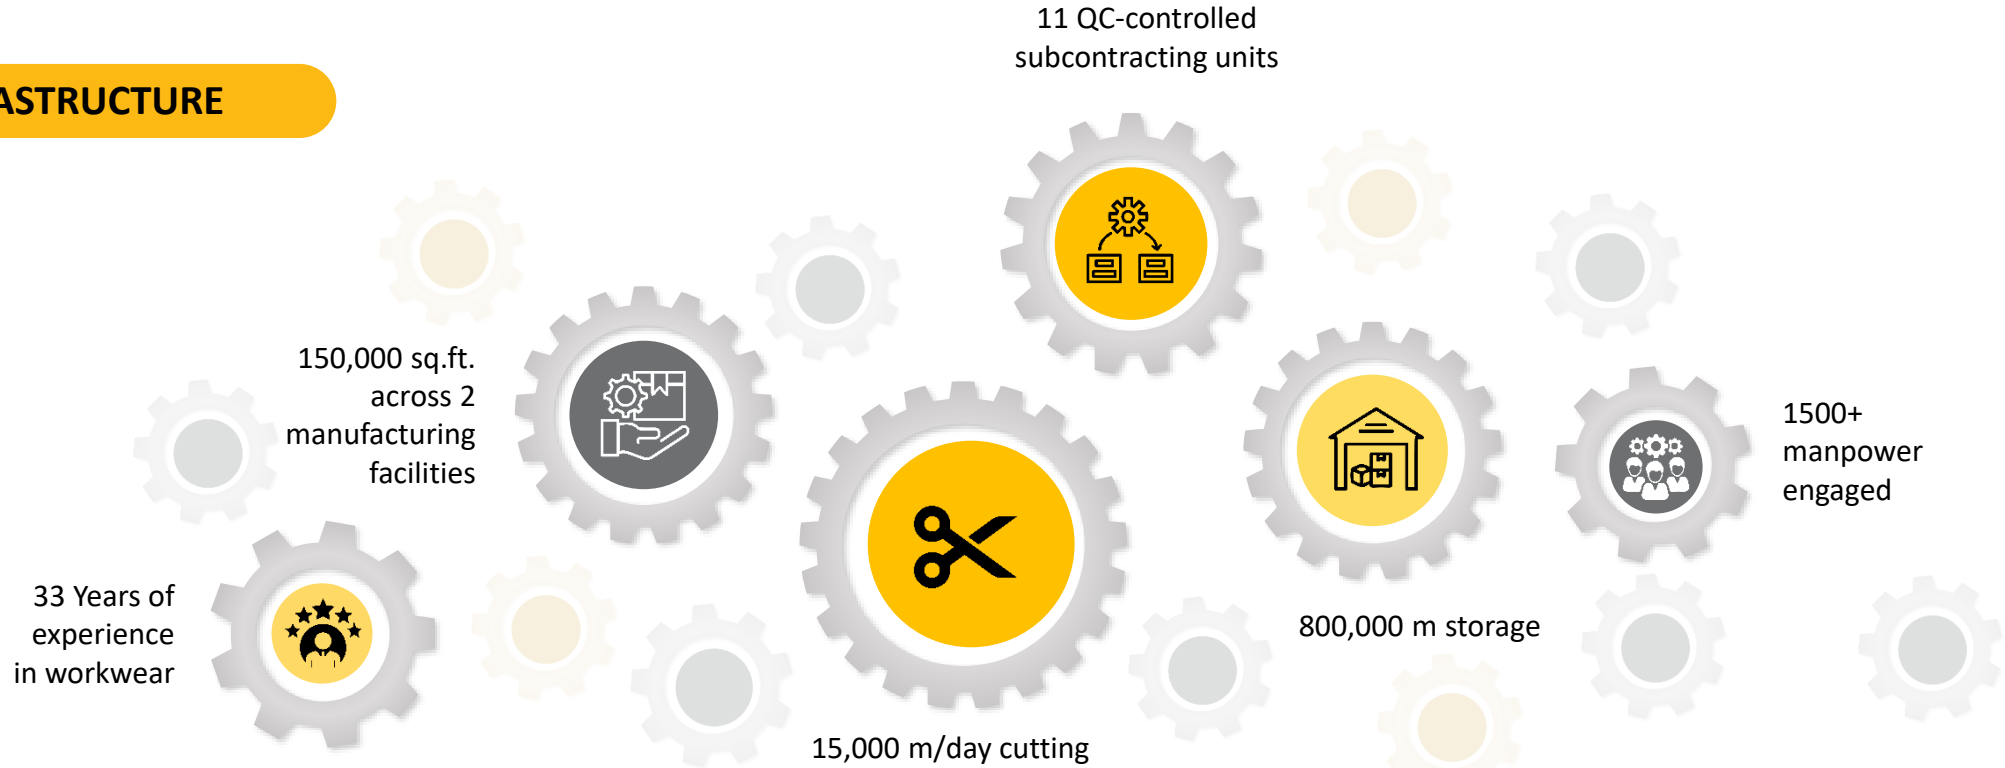 ASTRUCTURE
11 QC-controlled
subcontracting units
150,000 sq.ft.
across 2
manufacturing
facilities
1500+
manpower
engaged
33 Years of
experience
in workwear
800,000 m storage
15,000 m/day cutting